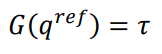 G(q^{ref}) = τ